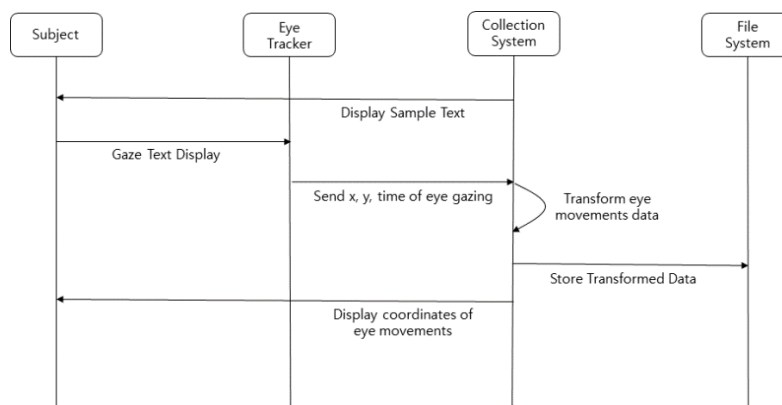 Subject
Eye
Tracker
Collection
System
File
System
Display Sample Text
Gaze Text Display
Send x, y, time of eye gazing
Transform eye
movements data
Store Transformed Data
Display coordinates of
eye movements